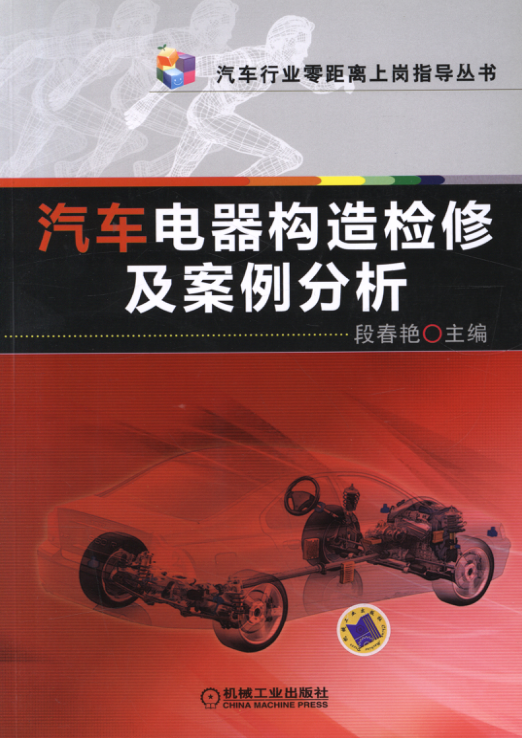 汽车行业零距离上岗指导丛书
汽车电器构造检修
及案例分析
段春艳○主编
机械工业出版社
CHINA MACHINE PRESS